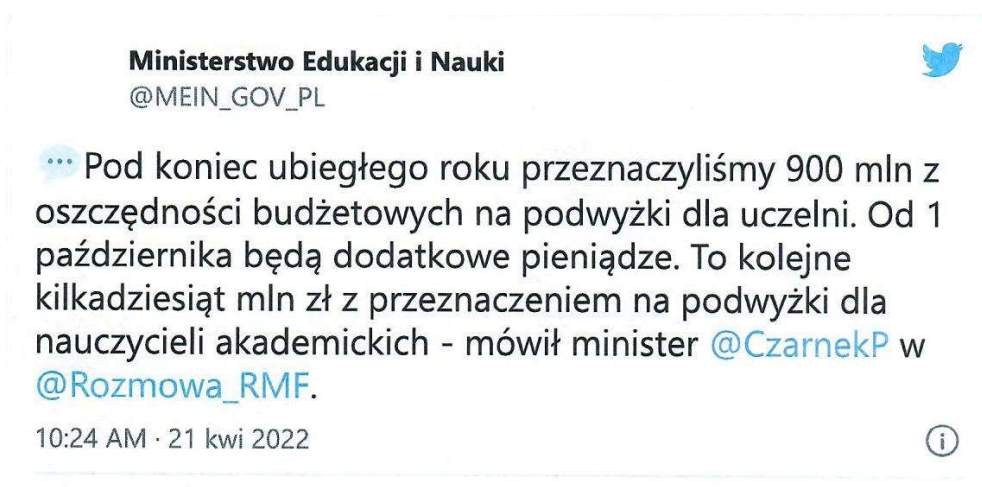 Ministerstwo Edukacji i Nauki
@MEIN_GOV_PL
💬 Pod koniec ubiegłego roku przeznaczyliśmy 900 mln z
oszczędności budżetowych na podwyżki dla uczelni. Od 1
października będą dodatkowe pieniądze. To kolejne
kilkadziesiąt mln zł z przeznaczeniem na podwyżki dla
nauczycieli akademickich - mówił minister @CzarnekP w
@Rozmowa_RMF.
10:24 AM · 21 kwi 2022